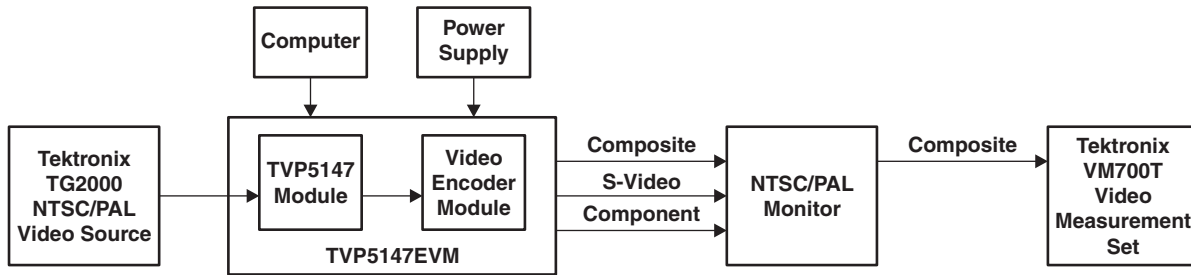 Computer
Power
Supply
Tektronix
TG2000
NTSC/PAL
Video Source
TVP5147
Module
Video
Encoder
Module
TVP5147EVM
Composite
S-Video
Component
NTSC/PAL
Monitor
Composite
Tektronix
VM700T
Video
Measurement
Set